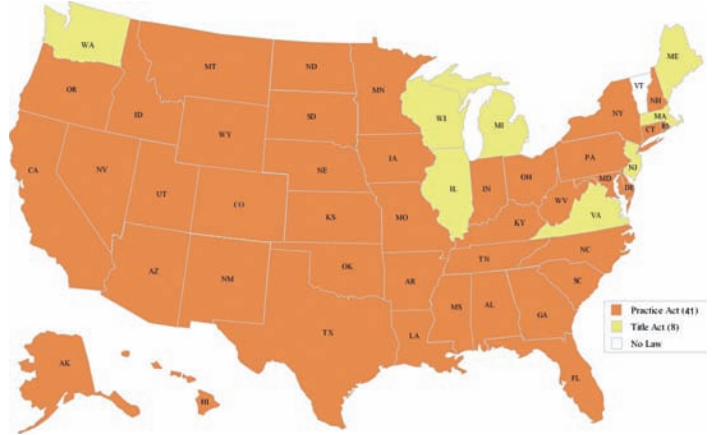 WA
ME
MT
ND
VT
MN
OR
NH
ID
SD
WI
NY
MA
MI
CT
RI
WY
IA
PA
NE
NJ
NV
OH
MD
IL
IN
DE
CA
UT
CO
WV
VA
KS
MO
KY
NC
TN
OK
AZ
NM
AR
SC
MS
AL
GA
Practice Act (41)
Title Act (8)
No Law
TX
LA
AK
FL
HI